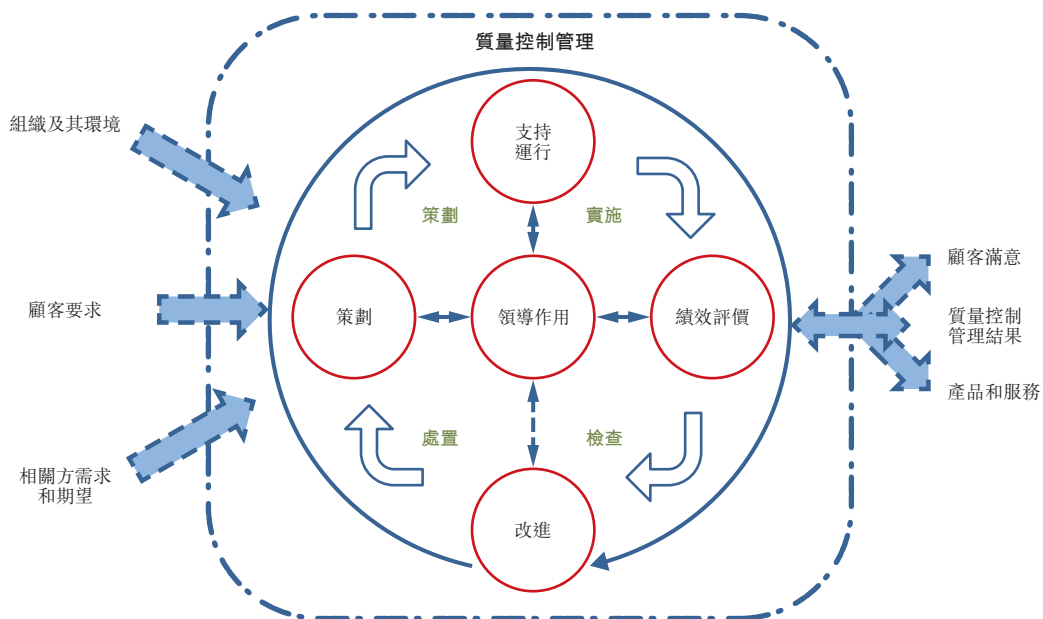 質量控制管理
組織及其環境
顧客要求
相關方需求
和期望
支持
運行
策劃
實施
策劃
領導作用
績效評價
處置
檢查
改進
顧客滿意
質量控制
管理結果
產品和服務